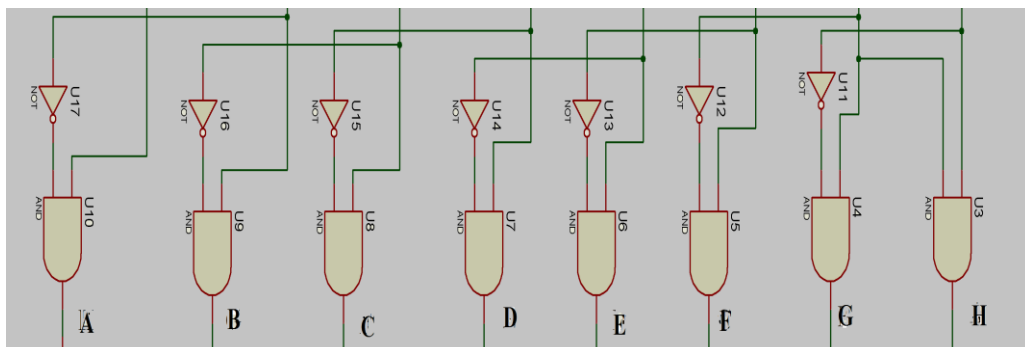 U17
NOT
U16
NOT
U15
NOT
U14
NOT
U13
NOT
U12
NOT
U11
NOT
U10
AND
U9
AND
U8
AND
U7
AND
U6
AND
U5
AND
U4
AND
U3
AND
A
B
C
D
E
F
G
H